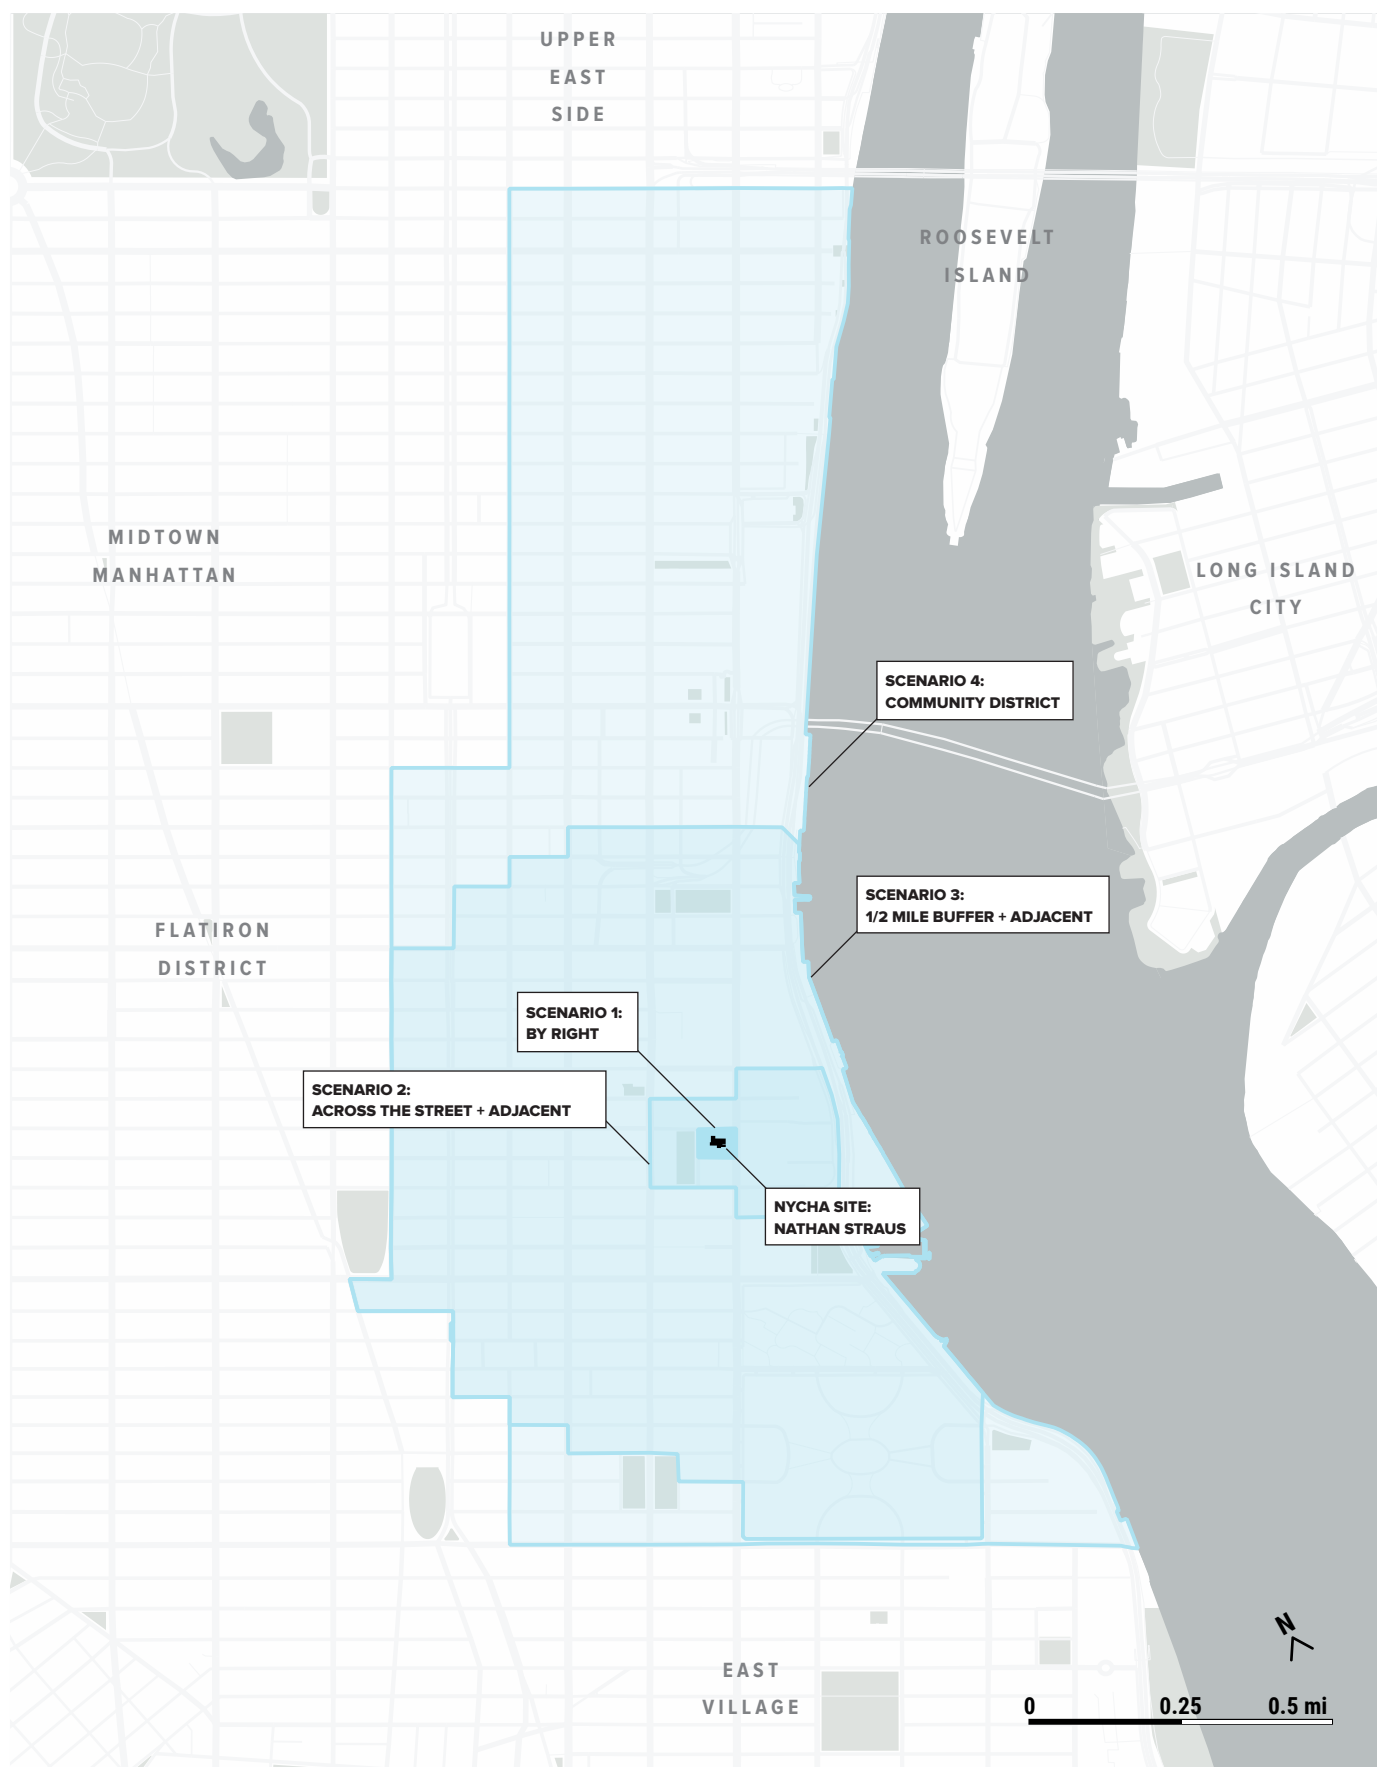 UPPER
EAST
SIDE
ROOSEVELT
ISLAND
MIDTOWN
MANHATTAN
LONG ISLAND
CITY
SCENARIO 4:
COMMUNITY DISTRICT
SCENARIO 3:
1/2 MILE BUFFER + ADJACENT
FLATIRON
DISTRICT
SCENARIO 1:
BY RIGHT
SCENARIO 2:
ACROSS THE STREET + ADJACENT
NYCHA SITE:
NATHAN STRAUS
N
EAST
VILLAGE
0 0.25 0.5 mi